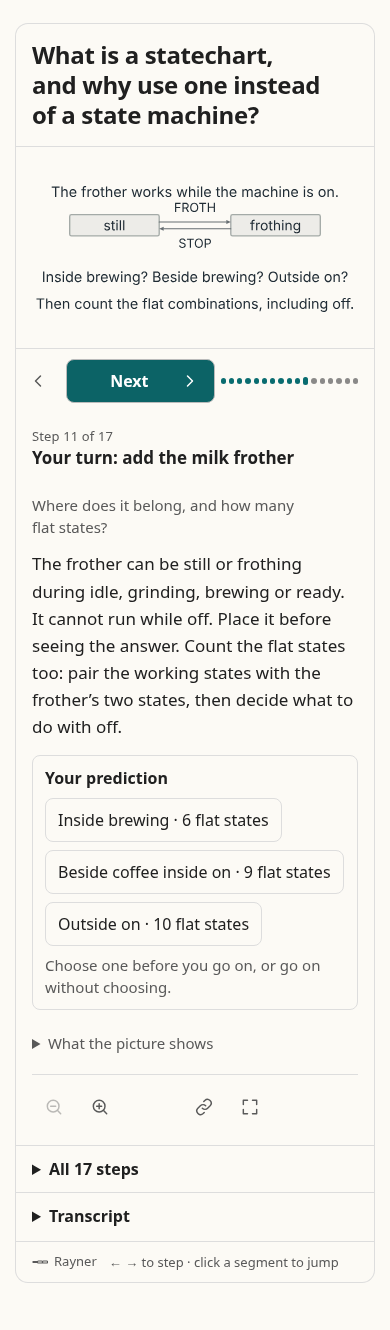 What is a statechart,
and why use one instead
of a state machine?
The frother works while the machine is on.
FROTH
still
frothing
STOP
Inside brewing? Beside brewing? Outside on?
Then count the flat combinations, including off.
Next
Step 11 of 17
Your turn: add the milk frother
Where does it belong, and how many
flat states?
The frother can be still or frothing
during idle, grinding, brewing or ready.
It cannot run while off. Place it before
seeing the answer. Count the flat states
too: pair the working states with the
frother’s two states, then decide what to
do with off.
Your prediction
Inside brewing · 6 flat states
Beside coffee inside on · 9 flat states
Outside on · 10 flat states
Choose one before you go on, or go on
without choosing.
What the picture shows
All 17 steps
Transcript
Rayner ← → to step · click a segment to jump